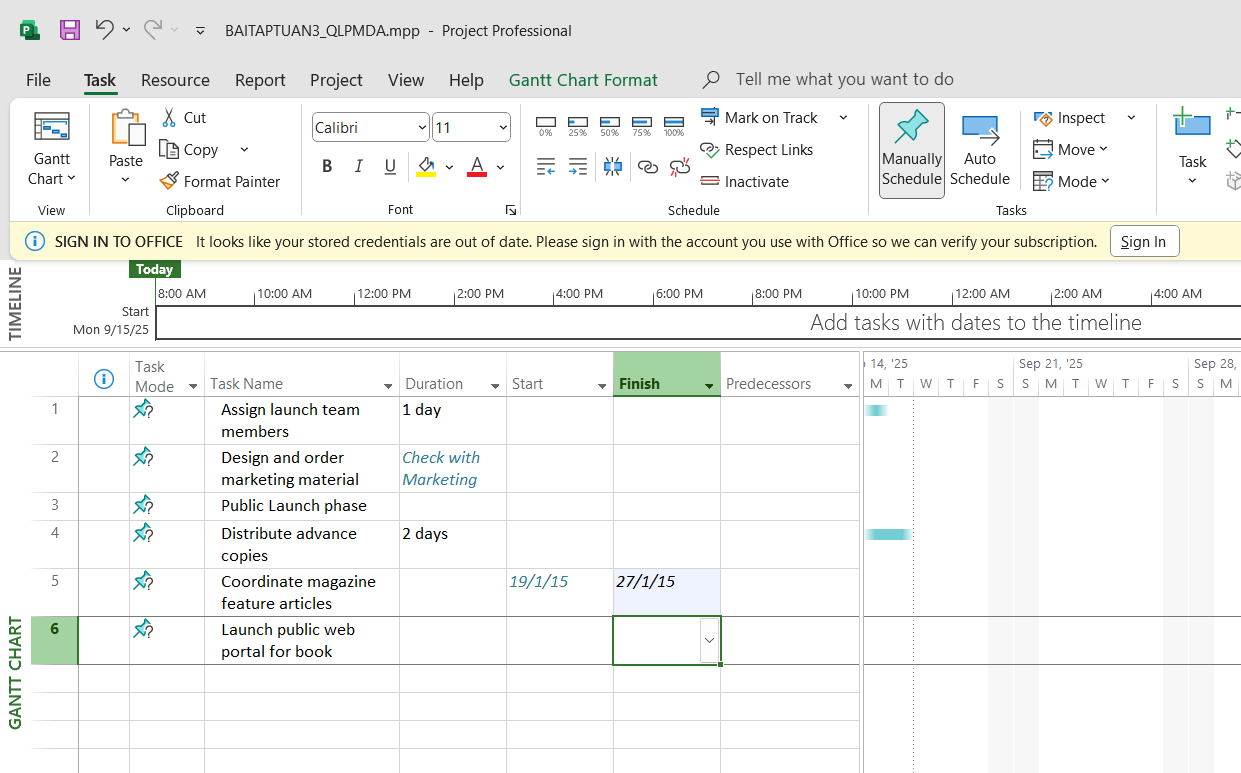 BAITAPTUAN3_QLPMDA.mpp - Project Professional
File Task Resource Report Project View Help Gantt Chart Format Tell me what you want to do
Gantt Chart
View
Paste
Cut
Copy
Format Painter
Clipboard
Calibri 11
B I U A
Font
0% 25% 50% 75% 100%
Mark on Track
Respect Links
Inactivate
Schedule
Manually Schedule
Auto Schedule
Inspect
Move
Mode
Tasks
Task
SIGN IN TO OFFICE It looks like your stored credentials are out of date. Please sign in with the account you use with Office so we can verify your subscription. Sign In
TIMELINE
Today
8:00 AM 10:00 AM 12:00 PM 2:00 PM 4:00 PM 6:00 PM 8:00 PM 10:00 PM 12:00 AM 2:00 AM 4:00 AM
Start
Mon 9/15/25
Add tasks with dates to the timeline
GANTT CHART
Task Mode Task Name Duration Start Finish Predecessors
14, '25 Sep 21, '25 Sep 28,
M T W T F S S M T W T F S S M
1 Assign launch team members 1 day
2 Design and order marketing material Check with Marketing
3 Public Launch phase
4 Distribute advance copies 2 days
5 Coordinate magazine feature articles 19/1/15 27/1/15
6 Launch public web portal for book